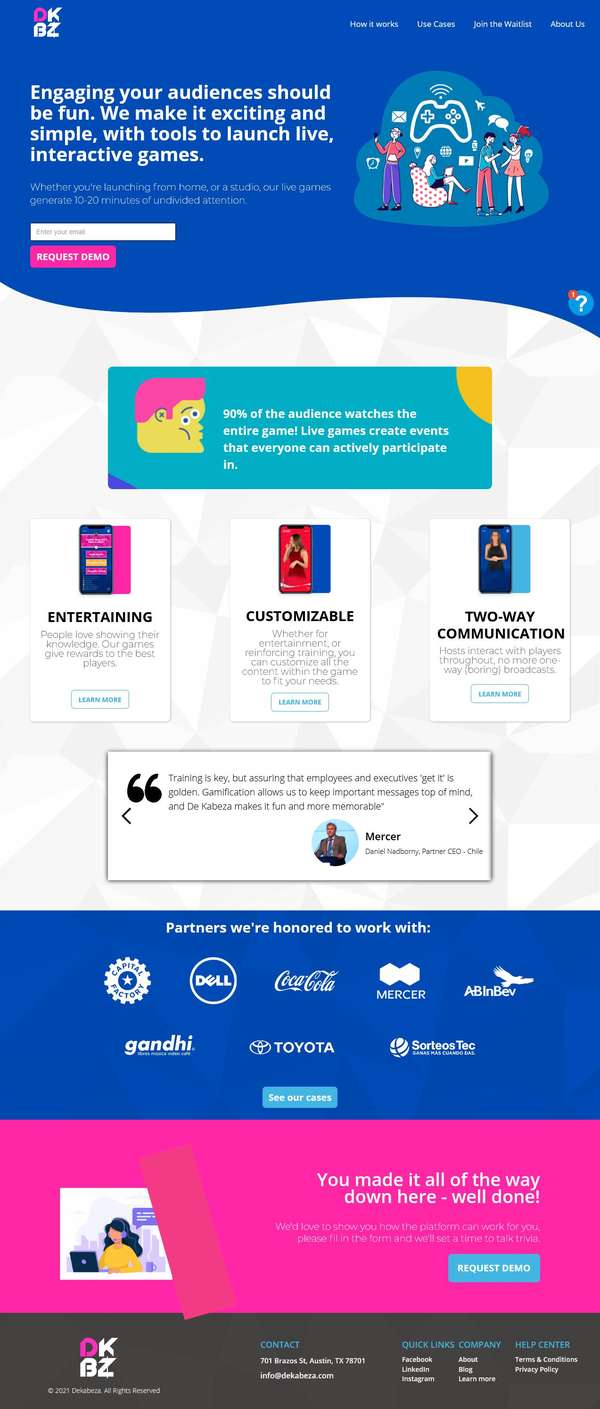 DK
BZ
How it works
Use Cases
Join the Waitlist
About Us
Engaging your audiences should
be fun. We make it exciting and
simple, with tools to launch live,
interactive games.
Whether you're launching from home, or a studio, our live games
generate 10-20 minutes of undivided attention.
Enter your email
REQUEST DEMO
1
?
90% of the audience watches the
entire game! Live games create events
that everyone can actively participate
in.
ENTERTAINING
People love showing their
knowledge. Our games
give rewards to the best
players.
LEARN MORE
CUSTOMIZABLE
Whether for
entertainment, or
reinforcing training, you
can customize all the
content within the game
to fit your needs.
LEARN MORE
TWO-WAY
COMMUNICATION
Hosts interact with players
throughout, no more one-
way (boring) broadcasts.
LEARN MORE
Training is key, but assuring that employees and executives 'get it' is
golden. Gamification allows us to keep important messages top of mind,
and De Kabeza makes it fun and more memorable"
Mercer
Daniel Nadborny, Partner CEO - Chile
Partners we're honored to work with:
CAPITAL
FACTORY
DELL
Coca-Cola
MERCER
ABInBev
gandhi
libros música video café
TOYOTA
SorteosTec
GANAS MÁS CUANDO DAS.
See our cases
You made it all of the way
down here - well done!
We'd love to show you how the platform can work for you,
please fil in the form and we'll set a time to talk trivia.
REQUEST DEMO
DK
BZ
© 2021 Dekabeza. All Rights Reserved
CONTACT
701 Brazos St, Austin, TX 78701
info@dekabeza.com
QUICK LINKS
Facebook
LinkedIn
Instagram
COMPANY
About
Blog
Learn more
HELP CENTER
Terms & Conditions
Privacy Policy